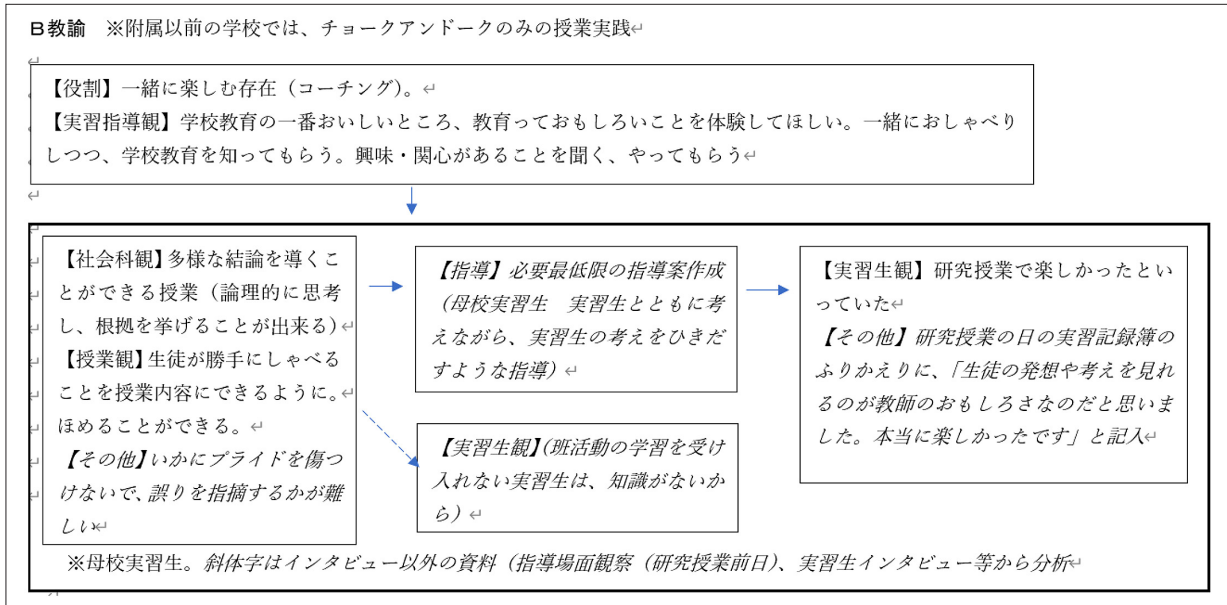 B教諭　※附属以前の学校では、チョークアンドークのみの授業実践↵
【役割】一緒に楽しむ存在（コーチング）。↵
【実習指導観】学校教育の一番おいしいところ、教育っておもしろいことを体験してほしい。一緒におしゃべり
しつつ、学校教育を知ってもらう。興味・関心があることを聞く、やってもらう↵
【社会科観】多様な結論を導くこ
とができる授業（論理的に思考
し、根拠を挙げることが出来る）↵
【授業観】生徒が勝手にしゃべる
ことを授業内容にできるように。
ほめることができる。↵
【その他】いかにプライドを傷つ
けないで、誤りを指摘するかが難
しい↵
【指導】必要最低限の指導案作成
（母校実習生　実習生とともに考
えながら、実習生の考えをひきだ
すような指導）↵
【実習生観】（班活動の学習を受け
入れない実習生は、知識がないか
ら）↵
【実習生観】研究授業で楽しかったとい
っていた↵
【その他】研究授業の日の実習記録簿の
ふりかえりに、「生徒の発想や考えを見れ
るのが教師のおもしろさなのだと思いま
した。本当に楽しかったです」と記入↵
※母校実習生。斜体字はインタビュー以外の資料（指導場面観察（研究授業前日）、実習生インタビュー等から分析↵